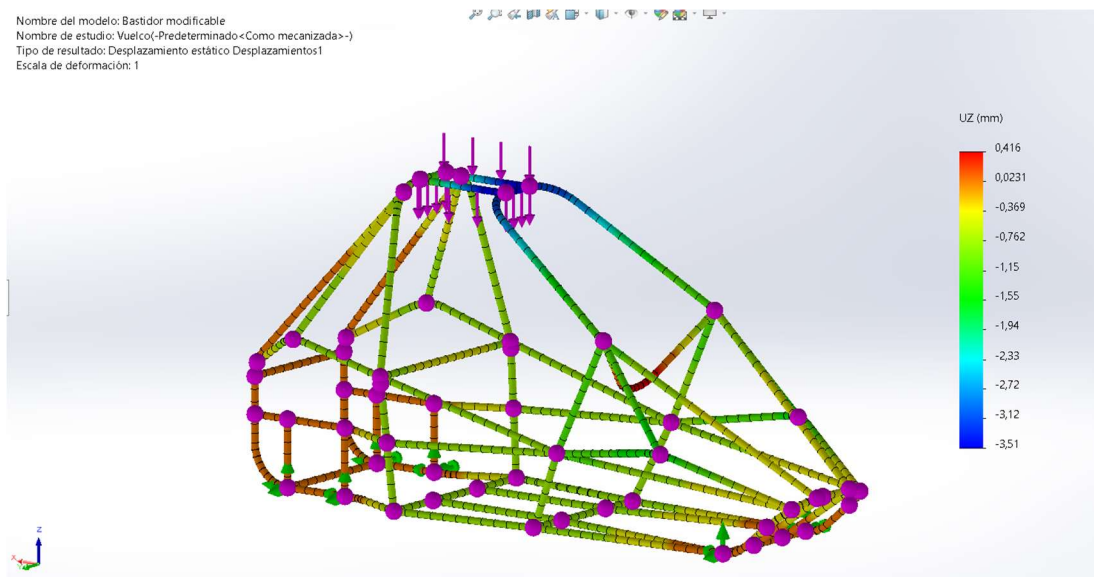 Nombre del modelo: Bastidor modificable
Nombre de estudio: Vuelco(-Predeterminado<Como mecanizada>-)
Tipo de resultado: Desplazamiento estático Desplazamientos1
Escala de deformación: 1
UZ (mm)
0,416
0,0231
-0,369
-0,762
-1,15
-1,55
-1,94
-2,33
-2,72
-3,12
-3,51
z
x